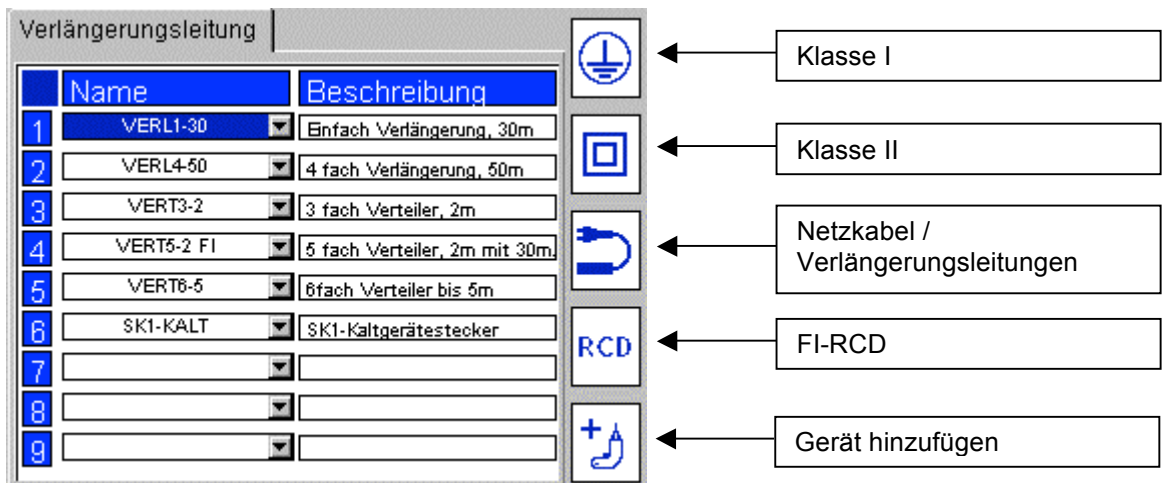 Verlängerungsleitung
Name Beschreibung
1 VERL1-30 Einfach Verlängerung, 30m
2 VERL4-50 4 fach Verlängerung, 50m
3 VERT3-2 3 fach Verteiler, 2m
4 VERT5-2 FI 5 fach Verteiler, 2m mit 30m
5 VERT6-5 6fach Verteiler bis 5m
6 SK1-KALT SK1-Kaltgerätestecker
7
8
9
RCD
Klasse I
Klasse II
Netzkabel /
Verlängerungsleitungen
FI-RCD
Gerät hinzufügen